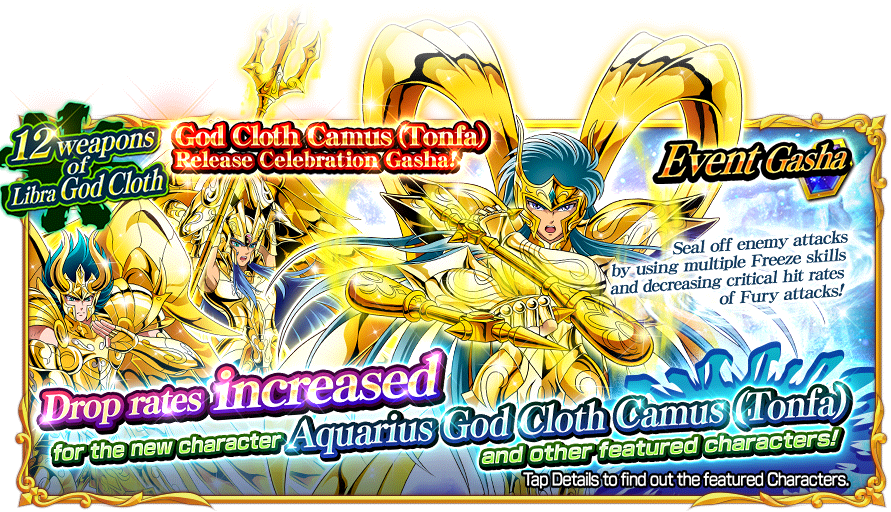 12 weapons
of
Libra God Cloth
God Cloth Camus (Tonfa)
Release Celebration Gasha!
Event Gasha
Seal off enemy attacks
by using multiple Freeze skills
and decreasing critical hit rates
of Fury attacks!
Drop rates increased
for the new character Aquarius God Cloth Camus (Tonfa)
and other featured characters!
Tap Details to find out the featured Characters.